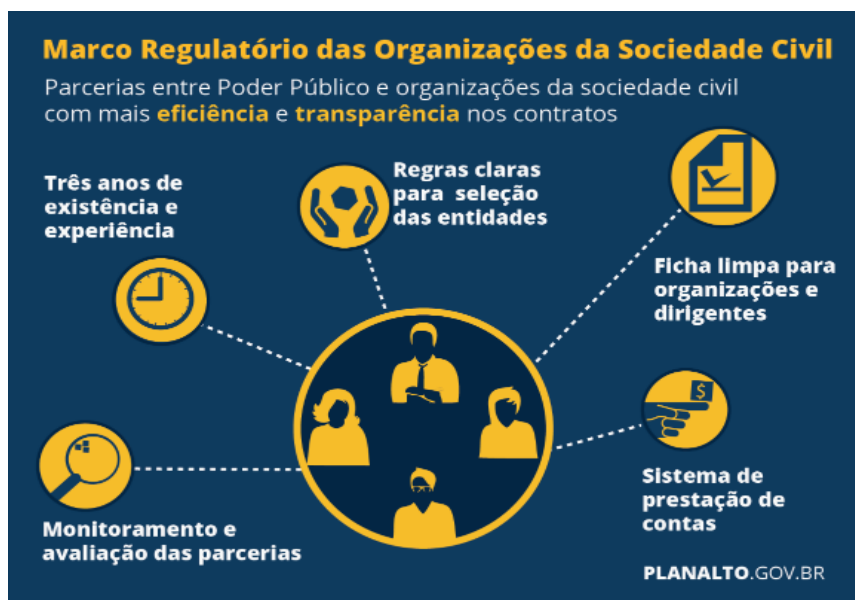 Marco Regulatório das Organizações da Sociedade Civil
Parcerias entre Poder Público e organizações da sociedade civil
com mais eficiência e transparência nos contratos
Três anos de
existência e
experiência
Regras claras
para seleção
das entidades
Ficha limpa para
organizações e
dirigentes
$
Sistema de
prestação de
contas
Monitoramento e
avaliação das parcerias
PLANALTO.GOV.BR